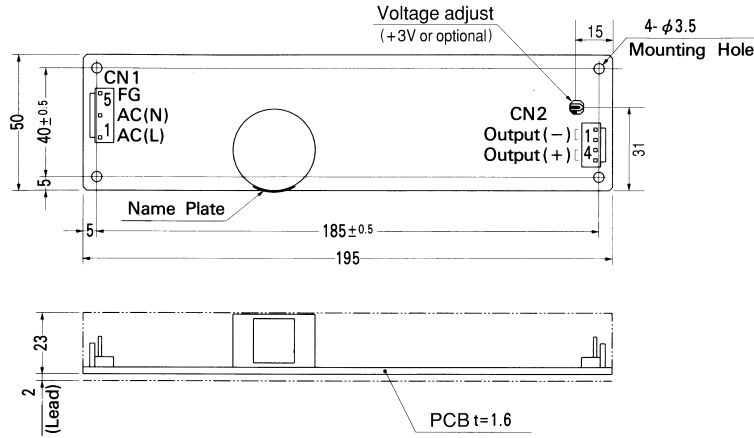 Voltage adjust
(+3V or optional)
15
4-φ3.5
Mounting Hole
CN1
5 FG
AC(N)
1 AC(L)
CN2
Output(−) 1
Output(+) 4
50
40±0.5
5
31
Name Plate
5
185±0.5
195
23
2
(Lead)
PCB t=1.6